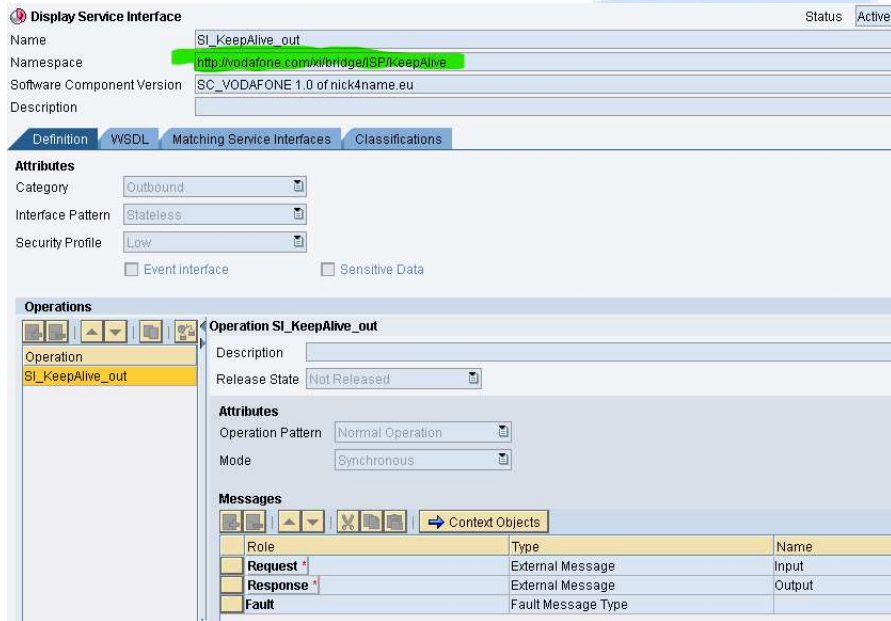 Display Service Interface
Status Active
Name SI_KeepAlive_out
Namespace http://vodafone.com/xi/bridge/ISP/KeepAlive
Software Component Version SC_VODAFONE 1.0 of nick4name.eu
Description
Definition WSDL Matching Service Interfaces Classifications
Attributes
Category Outbound
Interface Pattern Stateless
Security Profile Low
Event interface Sensitive Data
Operations
Operation
SI_KeepAlive_out
Operation SI_KeepAlive_out
Description
Release State Not Released
Attributes
Operation Pattern Normal Operation
Mode Synchronous
Messages
Context Objects
Role Type Name
Request * External Message Input
Response * External Message Output
Fault Fault Message Type